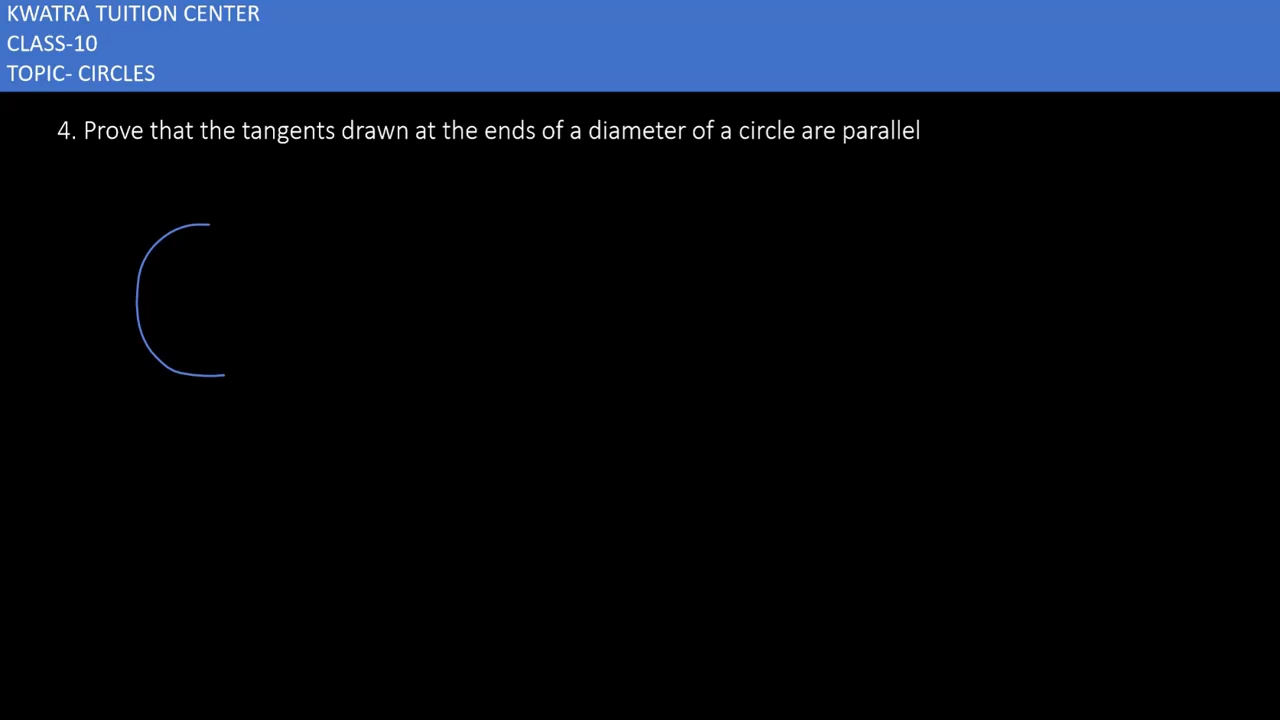 KWATRA TUITION CENTER
CLASS-10
TOPIC- CIRCLES
4. Prove that the tangents drawn at the ends of a diameter of a circle are parallel